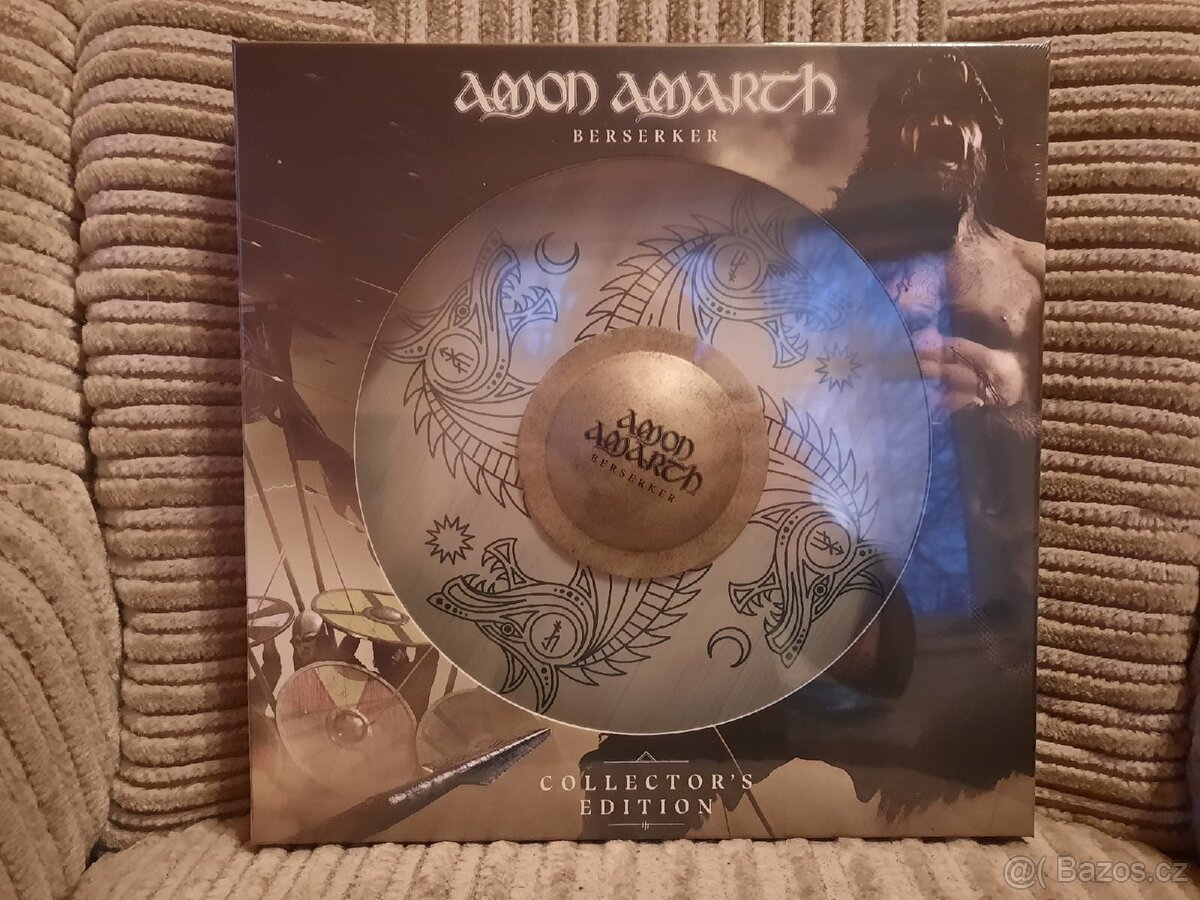 AMON AMARTH
BERSERKER
AMON
AMARTH
BERSERKER
COLLECTOR'S
EDITION
@( Bazos.cz